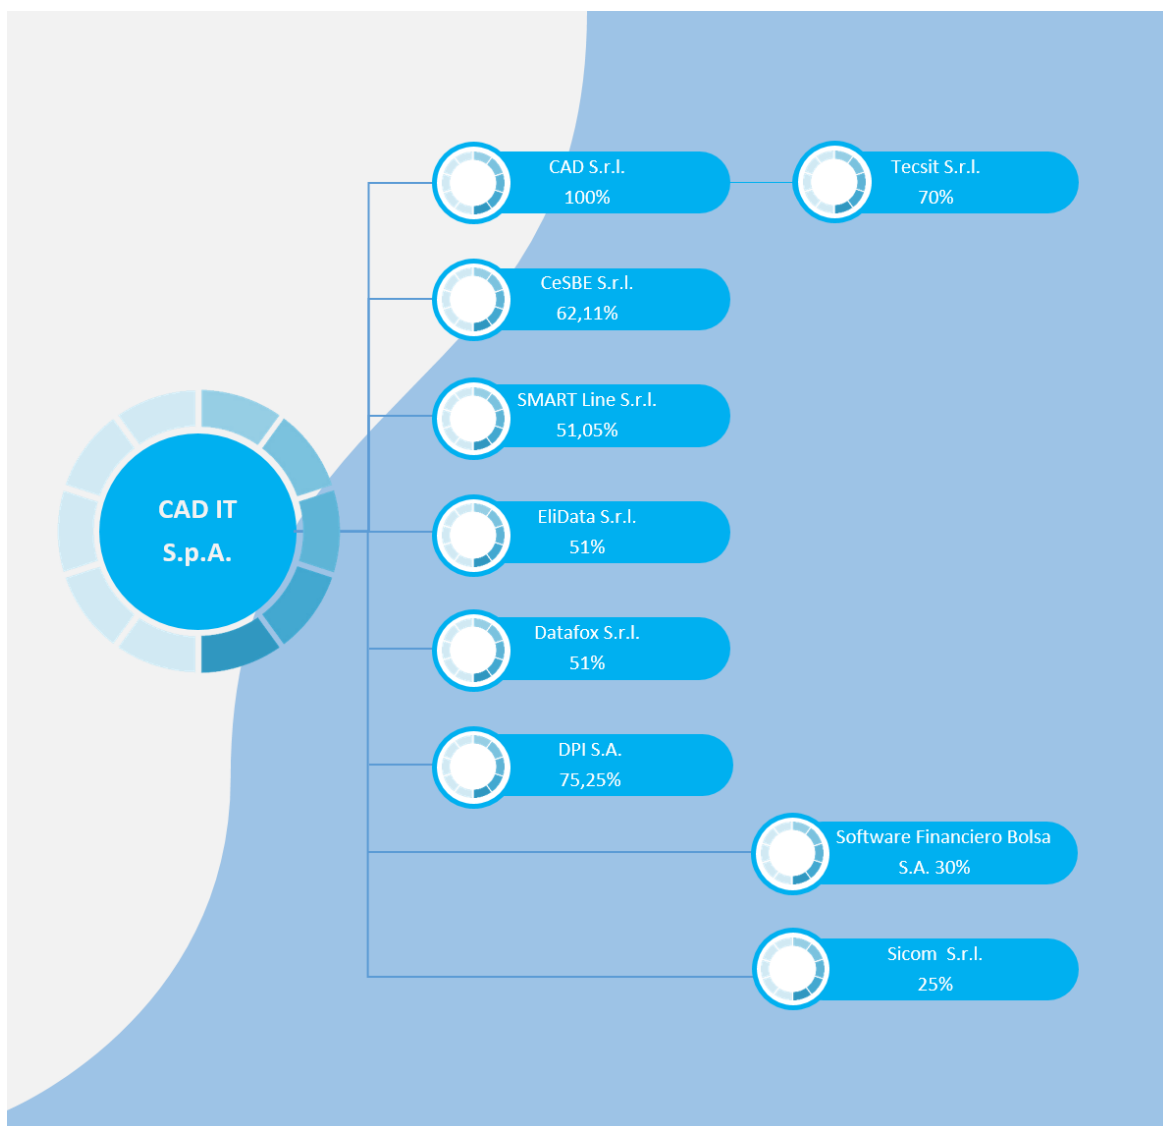 CAD S.r.l.
100%
Tecsit S.r.l.
70%
CeSBE S.r.l.
62,11%
SMART Line S.r.l.
51,05%
CAD IT
S.p.A.
EliData S.r.l.
51%
Datafox S.r.l.
51%
DPI S.A.
75,25%
Software Financiero Bolsa
S.A. 30%
Sicom S.r.l.
25%